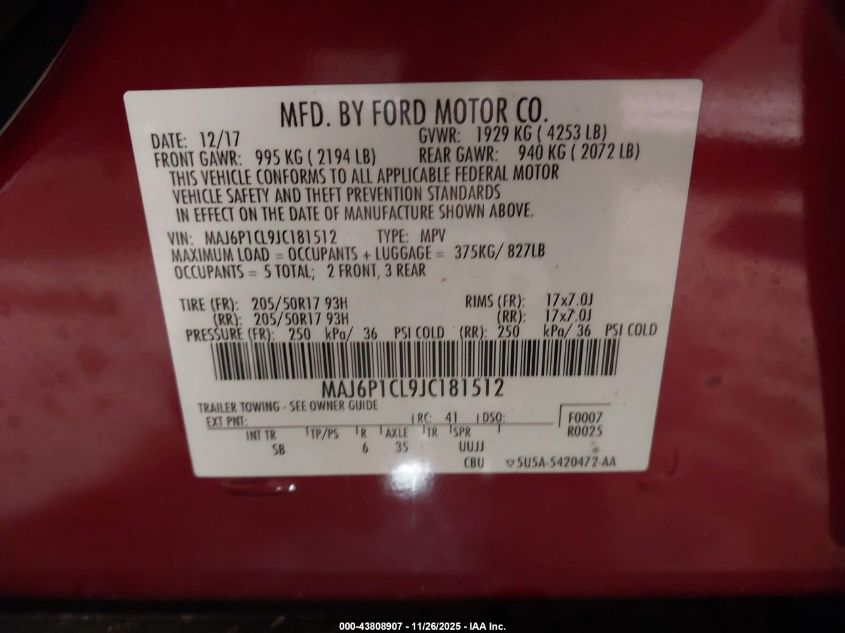 MFD. BY FORD MOTOR CO.
DATE: 12/17 GVWR: 1929 KG ( 4253 LB)
FRONT GAWR: 995 KG ( 2194 LB) REAR GAWR: 940 KG ( 2072 LB)
THIS VEHICLE CONFORMS TO ALL APPLICABLE FEDERAL MOTOR
VEHICLE SAFETY AND THEFT PREVENTION STANDARDS
IN EFFECT ON THE DATE OF MANUFACTURE SHOWN ABOVE.
VIN: MAJ6P1CL9JC181512 TYPE: MPV
MAXIMUM LOAD = OCCUPANTS + LUGGAGE = 375KG/ 827LB
OCCUPANTS = 5 TOTAL; 2 FRONT, 3 REAR
TIRE (FR): 205/50R17 93H RIMS (FR): 17x7.0J
(RR): 205/50R17 93H (RR): 17x7.0J
PRESSURE (FR): 250 kPa/ 36 PSI COLD (RR): 250 kPa/ 36 PSI COLD
MAJ6P1CL9JC181512
TRAILER TOWING - SEE OWNER GUIDE
EXT PNT: RC: 41 DSO: F0007
R0025
INT TR TP/PS R AXLE TR SPR
SB 6 35 UUJJ
CBU 5U5A-5420472-AA
000-43808907 - 11/26/2025 - IAA Inc.